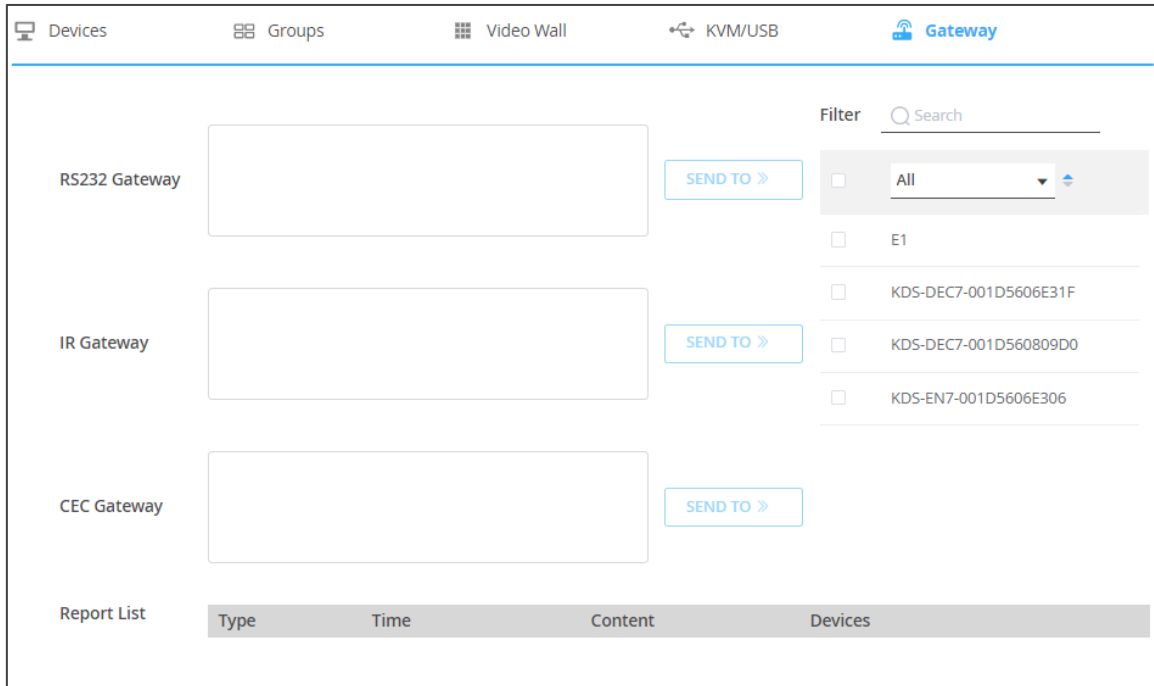 Devices Groups Video Wall KVM/USB Gateway
Filter Search
RS232 Gateway SEND TO » All
E1
KDS-DEC7-001D5606E31F
IR Gateway SEND TO » KDS-DEC7-001D560809D0
KDS-EN7-001D5606E306
CEC Gateway SEND TO »
Report List Type Time Content Devices